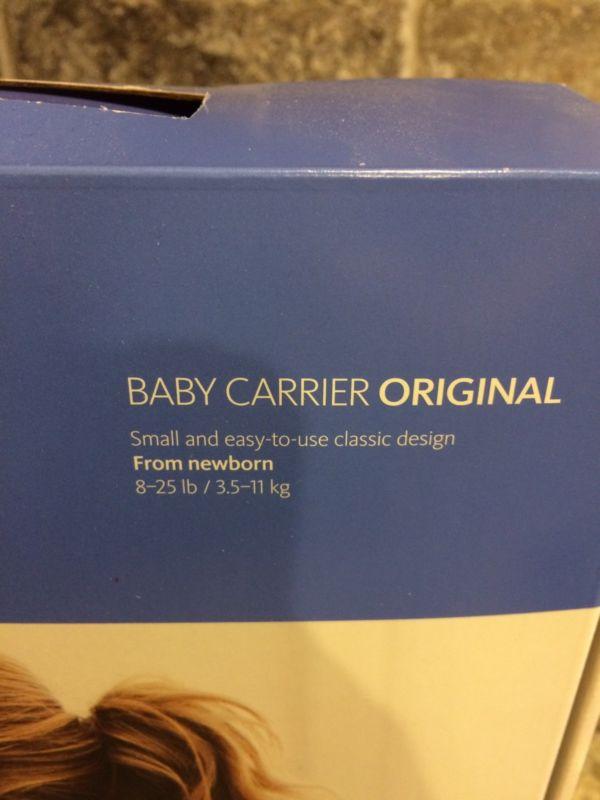 BABY CARRIER ORIGINAL
Small and easy-to-use classic design
From newborn
8–25 lb / 3.5–11 kg